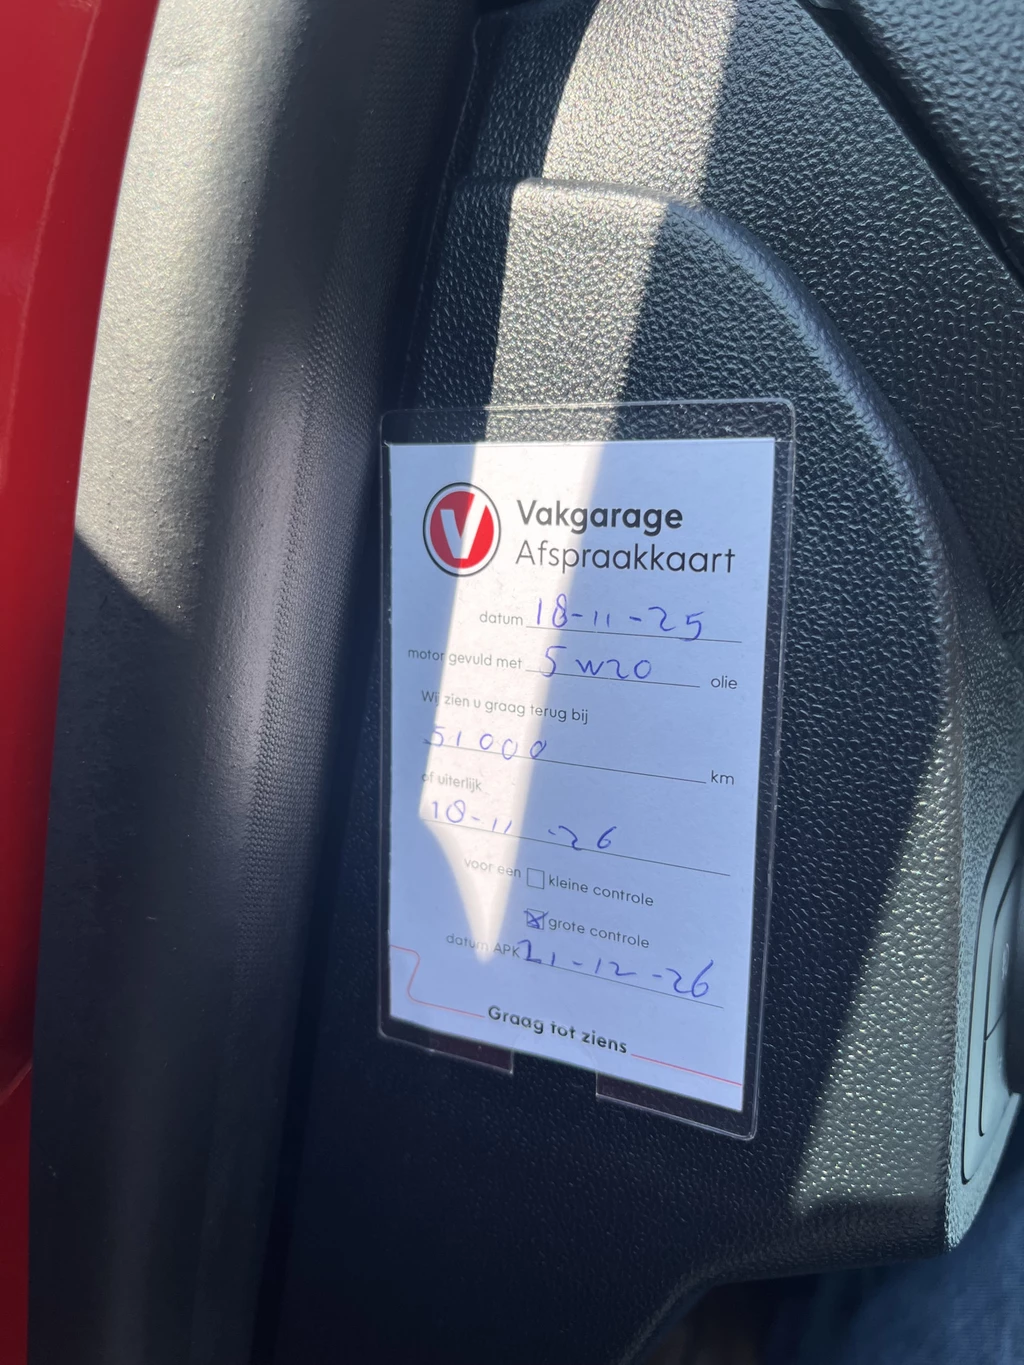 V
Vakgarage
Afspraakkaart
datum 18-11-25
motor gevuld met 5W20 olie
Wij zien u graag terug bij
51000 km
of uiterlijk
18-11-26
voor een kleine controle
grote controle
datum APK 21-12-26
Graag tot ziens